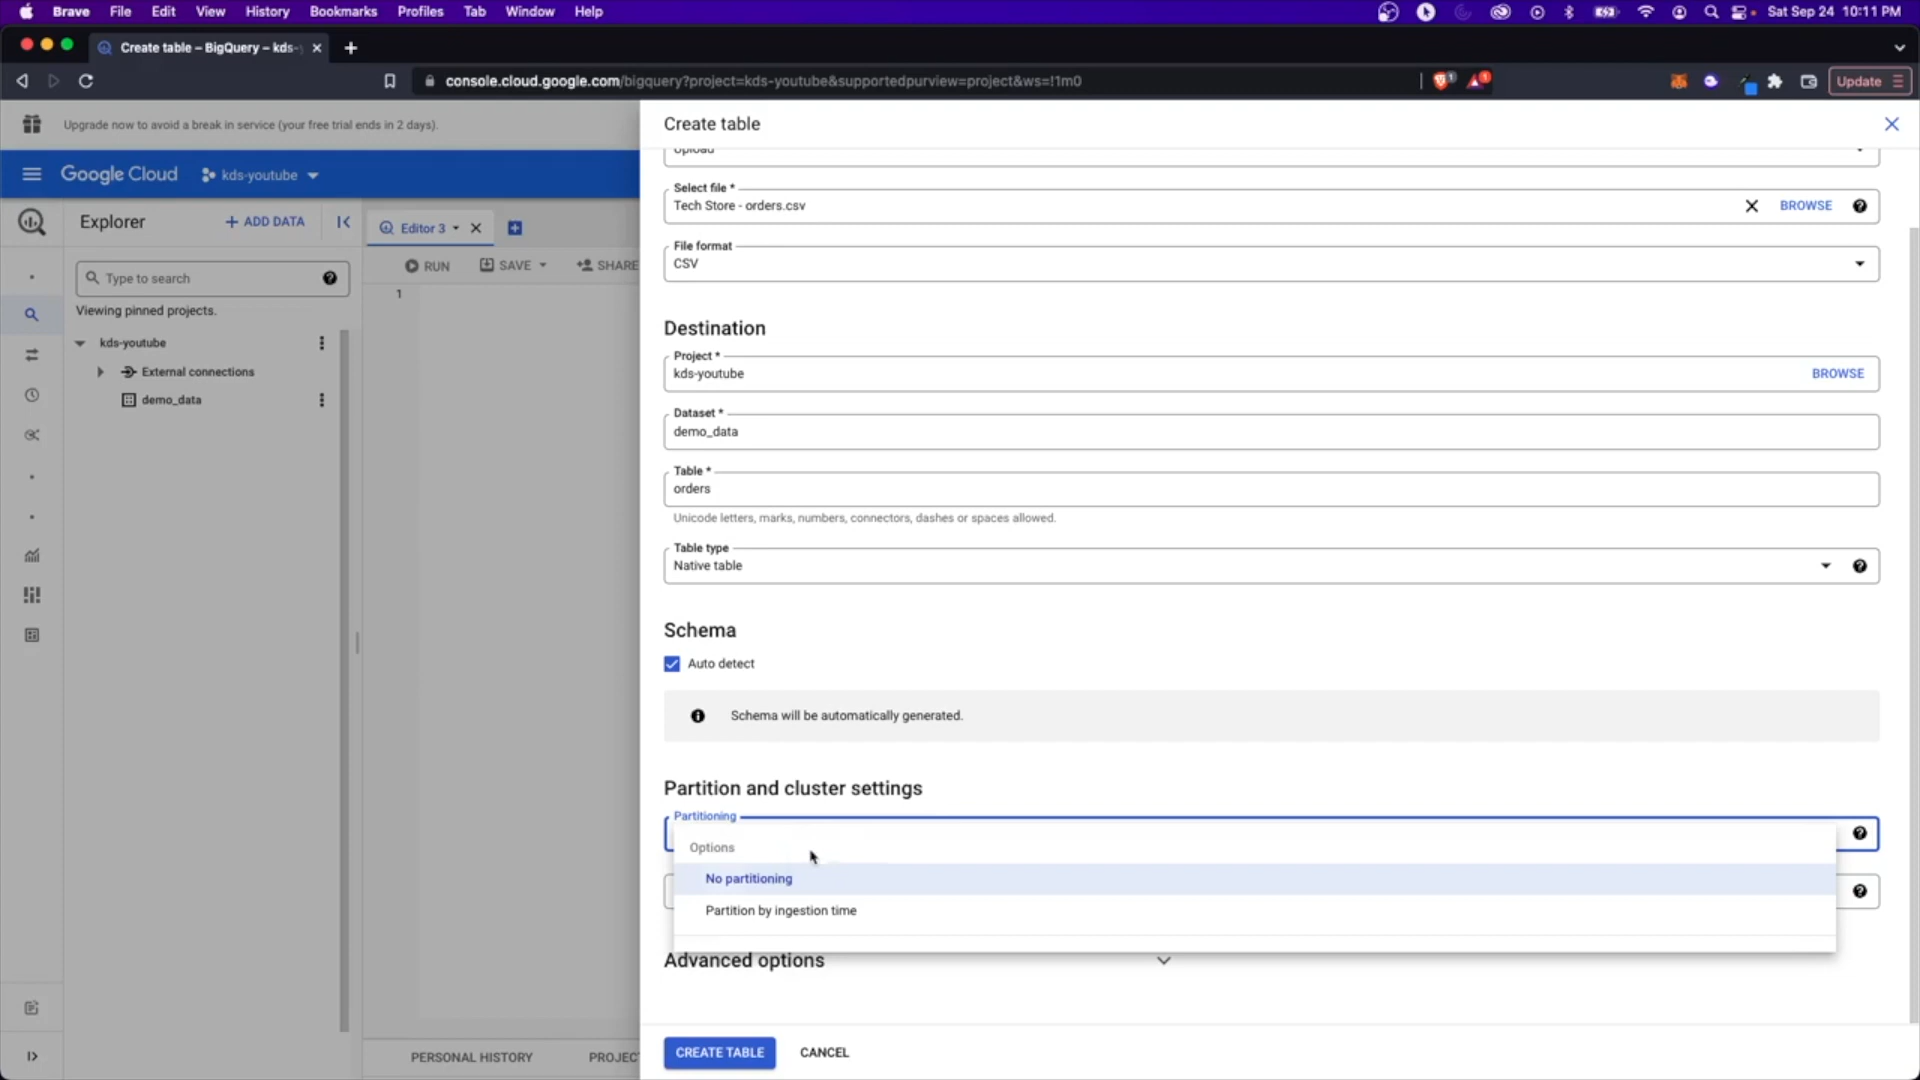 Brave File Edit View History Bookmarks Profiles Tab Window Help Sat Sep 24 10:11 PM
Create table – BigQuery – kds-
console.cloud.google.com/bigquery?project=kds-youtube&supportedpurview=project&ws=!1m0
1 1 Update
Upgrade now to avoid a break in service (your free trial ends in 2 days).
Google Cloud kds-youtube
Explorer + ADD DATA
Editor 3
Type to search
RUN SAVE SHARE
1
Viewing pinned projects.
kds-youtube
External connections
demo_data
PERSONAL HISTORY PROJEC
Create table
Upload
Select file *
Tech Store - orders.csv BROWSE
File format
CSV
Destination
Project *
kds-youtube BROWSE
Dataset *
demo_data
Table *
orders
Unicode letters, marks, numbers, connectors, dashes or spaces allowed.
Table type
Native table
Schema
Auto detect
Schema will be automatically generated.
Partition and cluster settings
Partitioning
Options
No partitioning
Partition by ingestion time
Advanced options
CREATE TABLE CANCEL